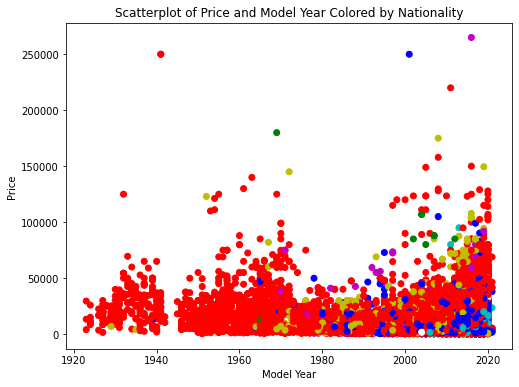 Scatterplot of Price and Model Year Colored by Nationality
250000
200000
150000
100000
50000
0
Price
1920 1940 1960 1980 2000 2020
Model Year